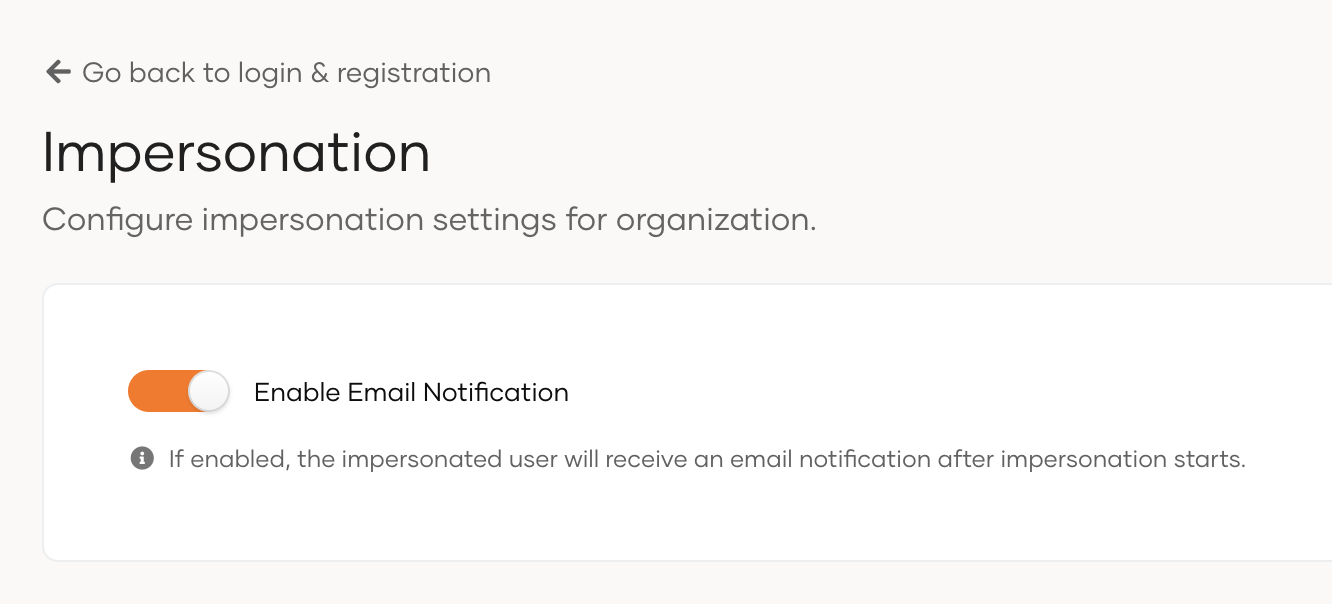 Go back to login & registration
Impersonation
Configure impersonation settings for organization.
Enable Email Notification
If enabled, the impersonated user will receive an email notification after impersonation starts.